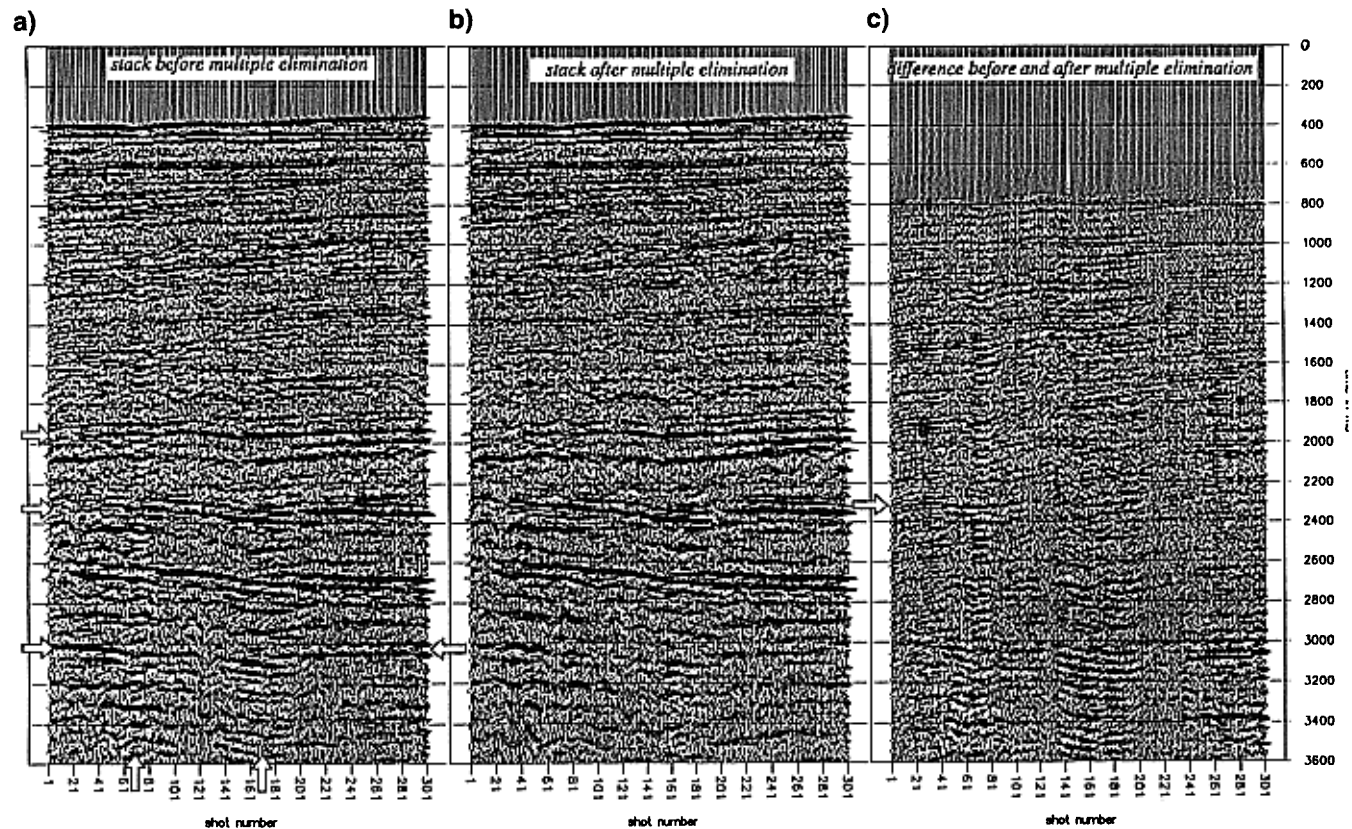 a)
b)
c)
stack before multiple elimination
stack after multiple elimination
difference before and after multiple elimination
0
200
400
600
800
1000
1200
1400
1600
1800
2000
2200
2400
2600
2800
3000
3200
3400
3600
1 21 41 61 81 101 121 141 161 181 201 221 241 261 281 301
1 21 41 61 81 101 121 141 161 181 201 221 241 261 281 301
1 21 41 61 81 101 121 141 161 181 201 221 241 261 281 301
shot number
shot number
shot number